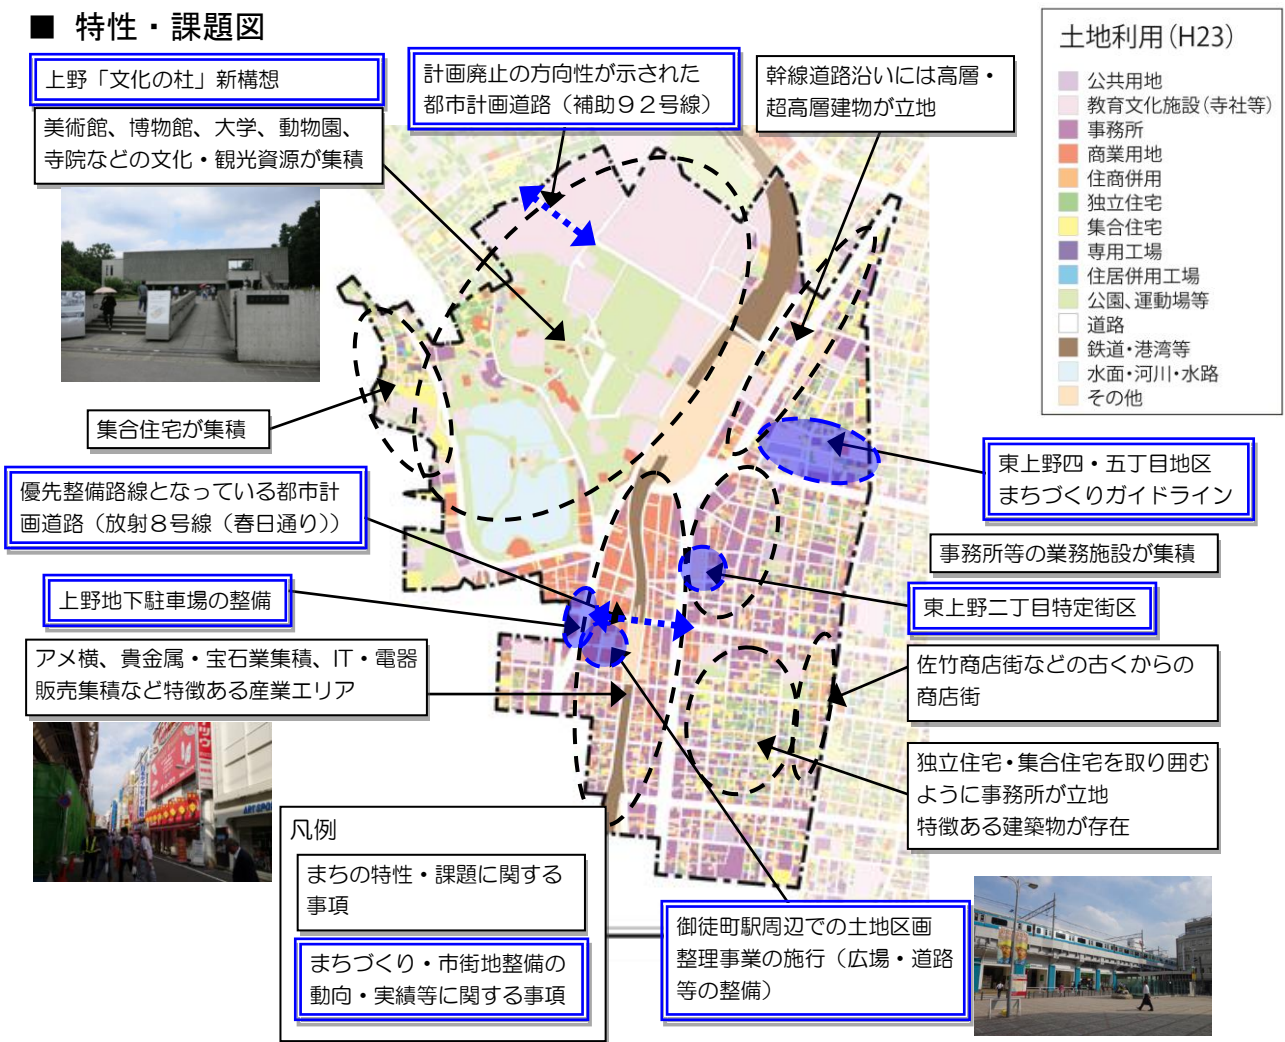 ■ 特性・課題図
上野「文化の杜」新構想
美術館、博物館、大学、動物園、
寺院などの文化・観光資源が集積
計画廃止の方向性が示された
都市計画道路（補助９２号線）
幹線道路沿いには高層・
超高層建物が立地
土地利用（H23）
公共用地
教育文化施設（寺社等）
事務所
商業用地
住商併用
独立住宅
集合住宅
専用工場
住居併用工場
公園、運動場等
道路
鉄道・港湾等
水面・河川・水路
その他
集合住宅が集積
優先整備路線となっている都市計
画道路（放射８号線（春日通り））
上野地下駐車場の整備
アメ横、貴金属・宝石業集積、IT・電器
販売集積など特徴ある産業エリア
東上野四・五丁目地区
まちづくりガイドライン
事務所等の業務施設が集積
東上野二丁目特定街区
佐竹商店街などの古くからの
商店街
独立住宅・集合住宅を取り囲む
ように事務所が立地
特徴ある建築物が存在
凡例
まちの特性・課題に関する
事項
まちづくり・市街地整備の
動向・実績等に関する事項
御徒町駅周辺での土地区画
整理事業の施行（広場・道路
等の整備）